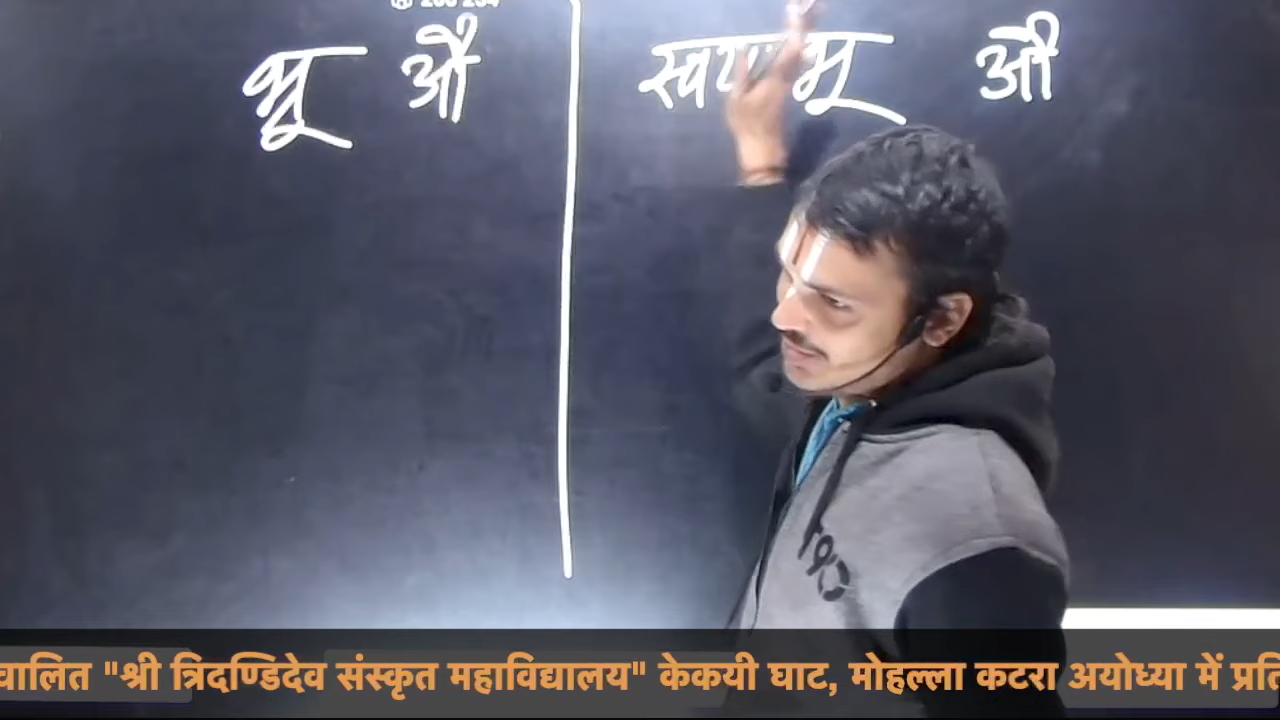 भ्रू औ
स्वयम्भू औ
चालित "श्री त्रिदण्डिदेव संस्कृत महाविद्यालय" केकयी घाट, मोहल्ला कटरा अयोध्या में प्रति